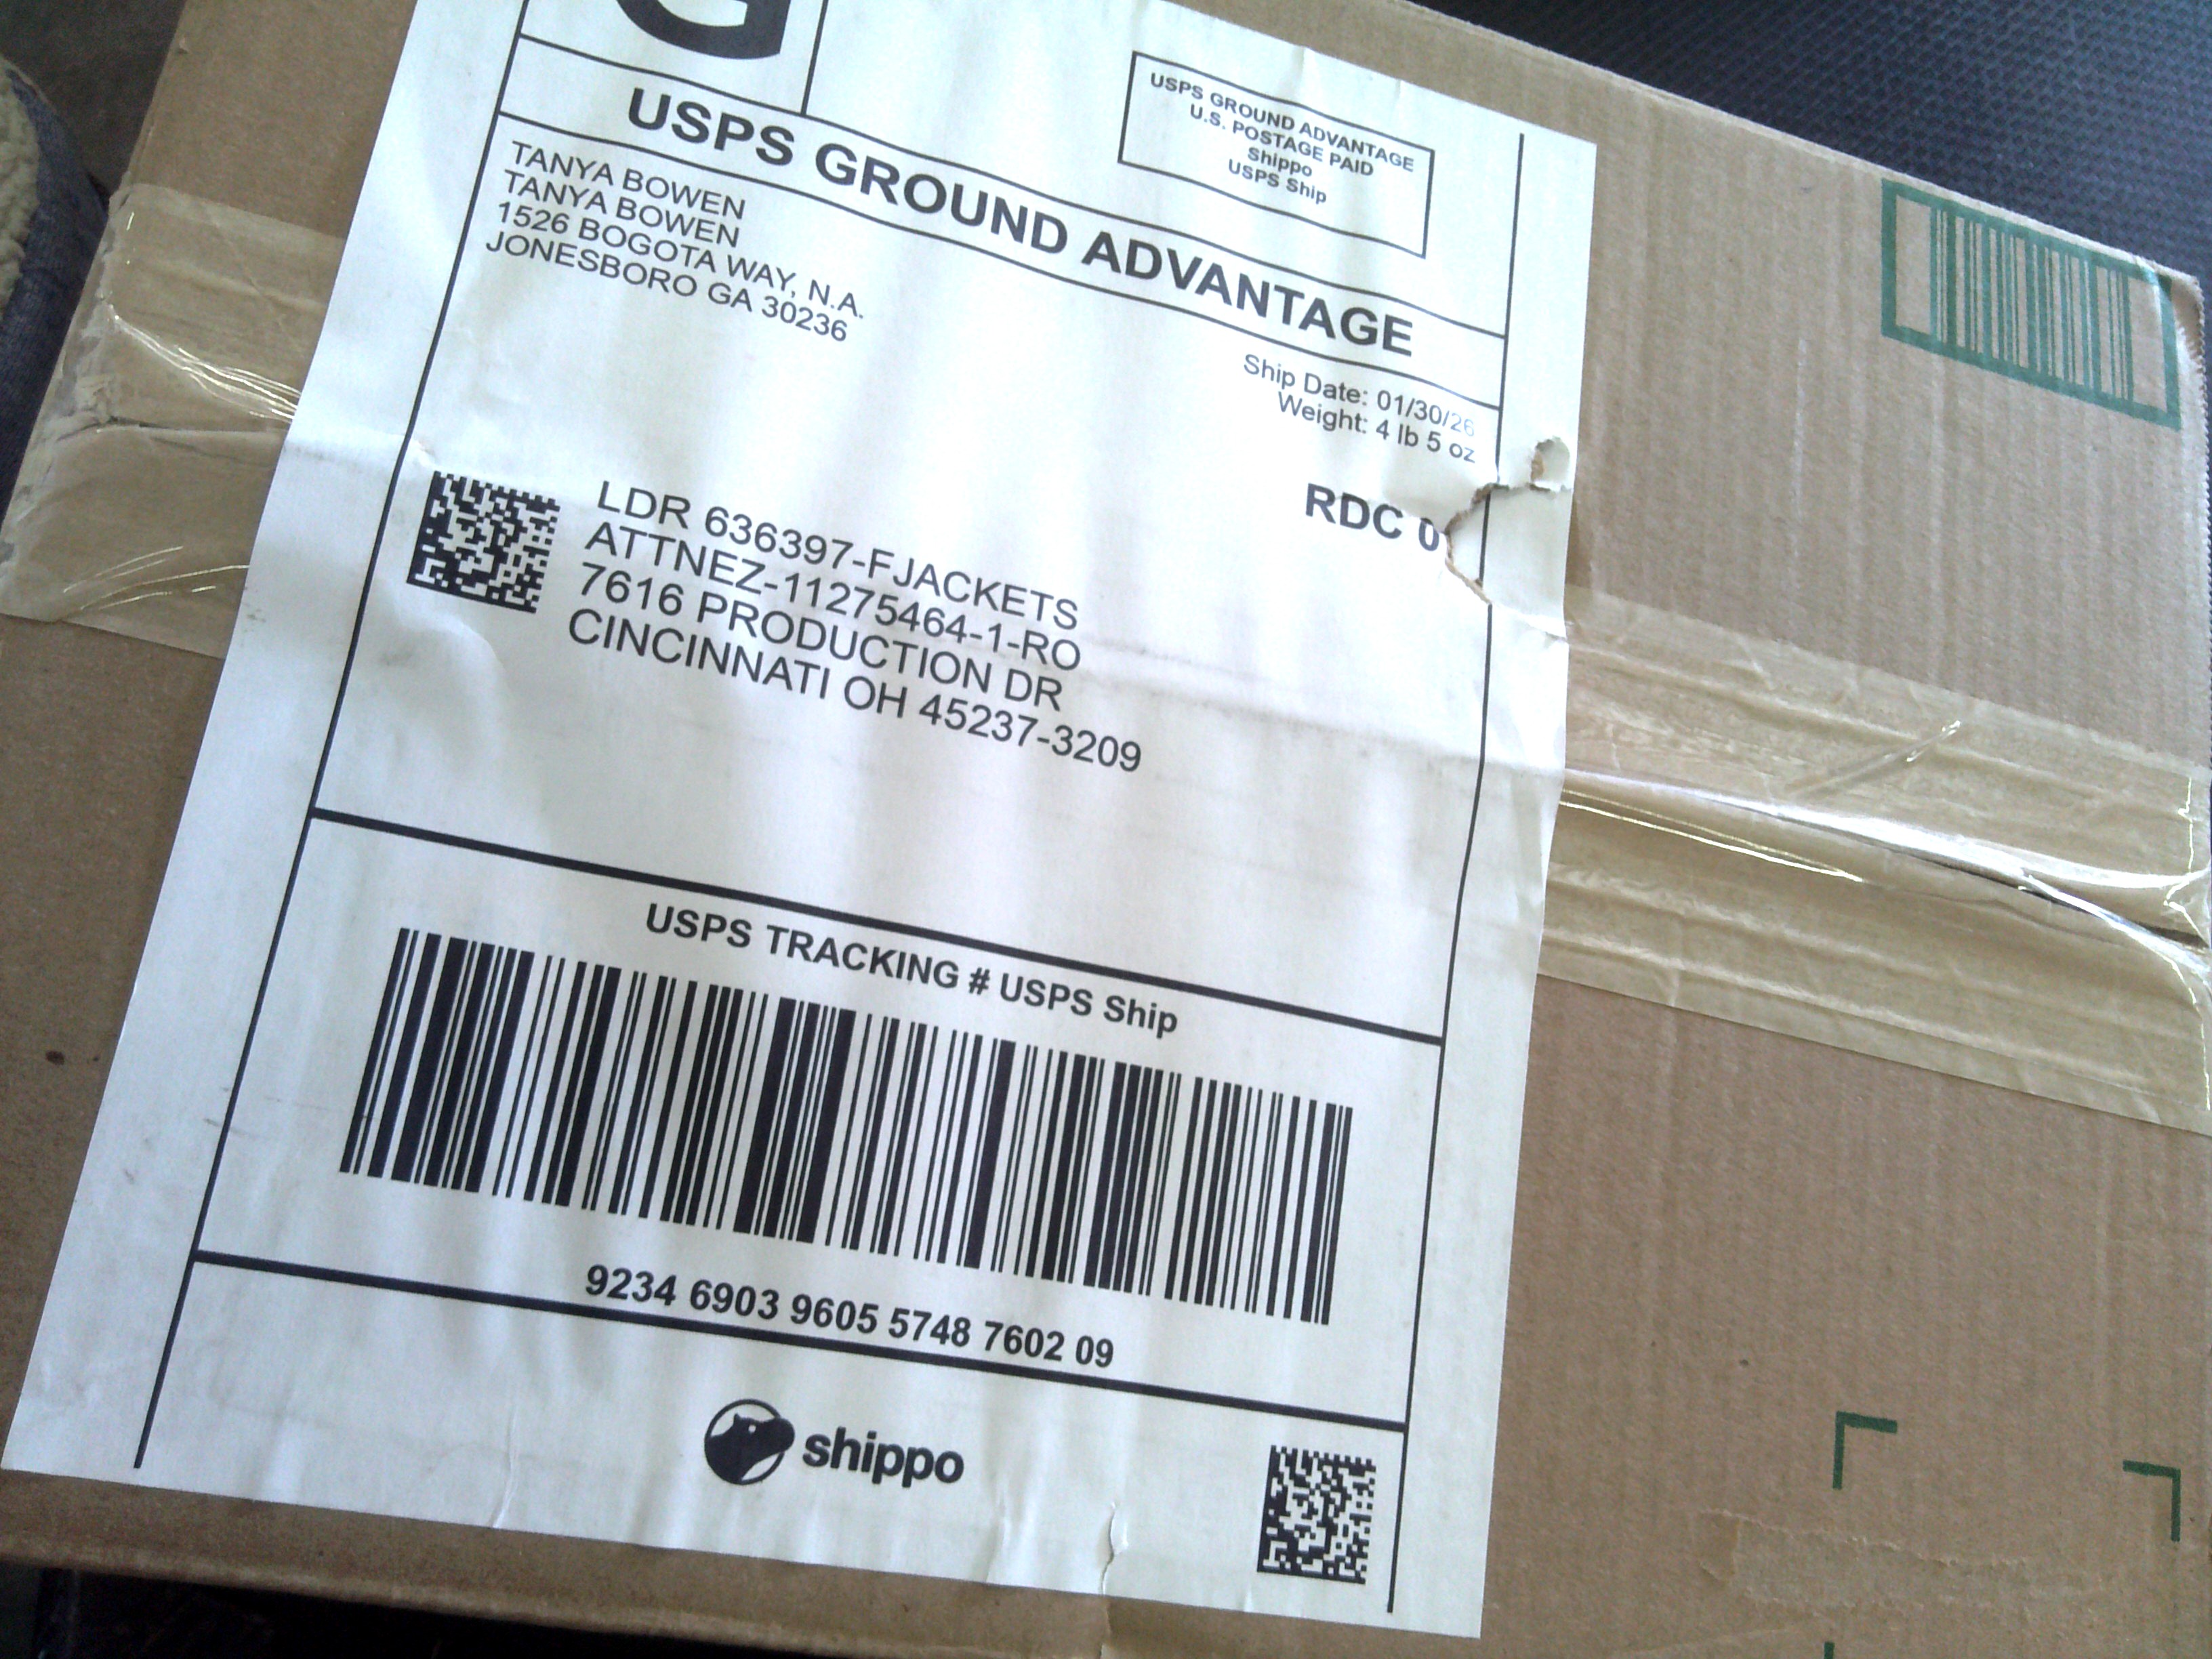 G
USPS GROUND ADVANTAGE
U.S. POSTAGE PAID
Shippo
USPS Ship
USPS GROUND ADVANTAGE
TANYA BOWEN
TANYA BOWEN
1526 BOGOTA WAY, N.A.
JONESBORO GA 30236
Ship Date: 01/30/26
Weight: 4 lb 5 oz
RDC 0
LDR 636397-FJACKETS
ATTNEZ-11275464-1-RO
7616 PRODUCTION DR
CINCINNATI OH 45237-3209
USPS TRACKING # USPS Ship
9234 6903 9605 5748 7602 09
shippo